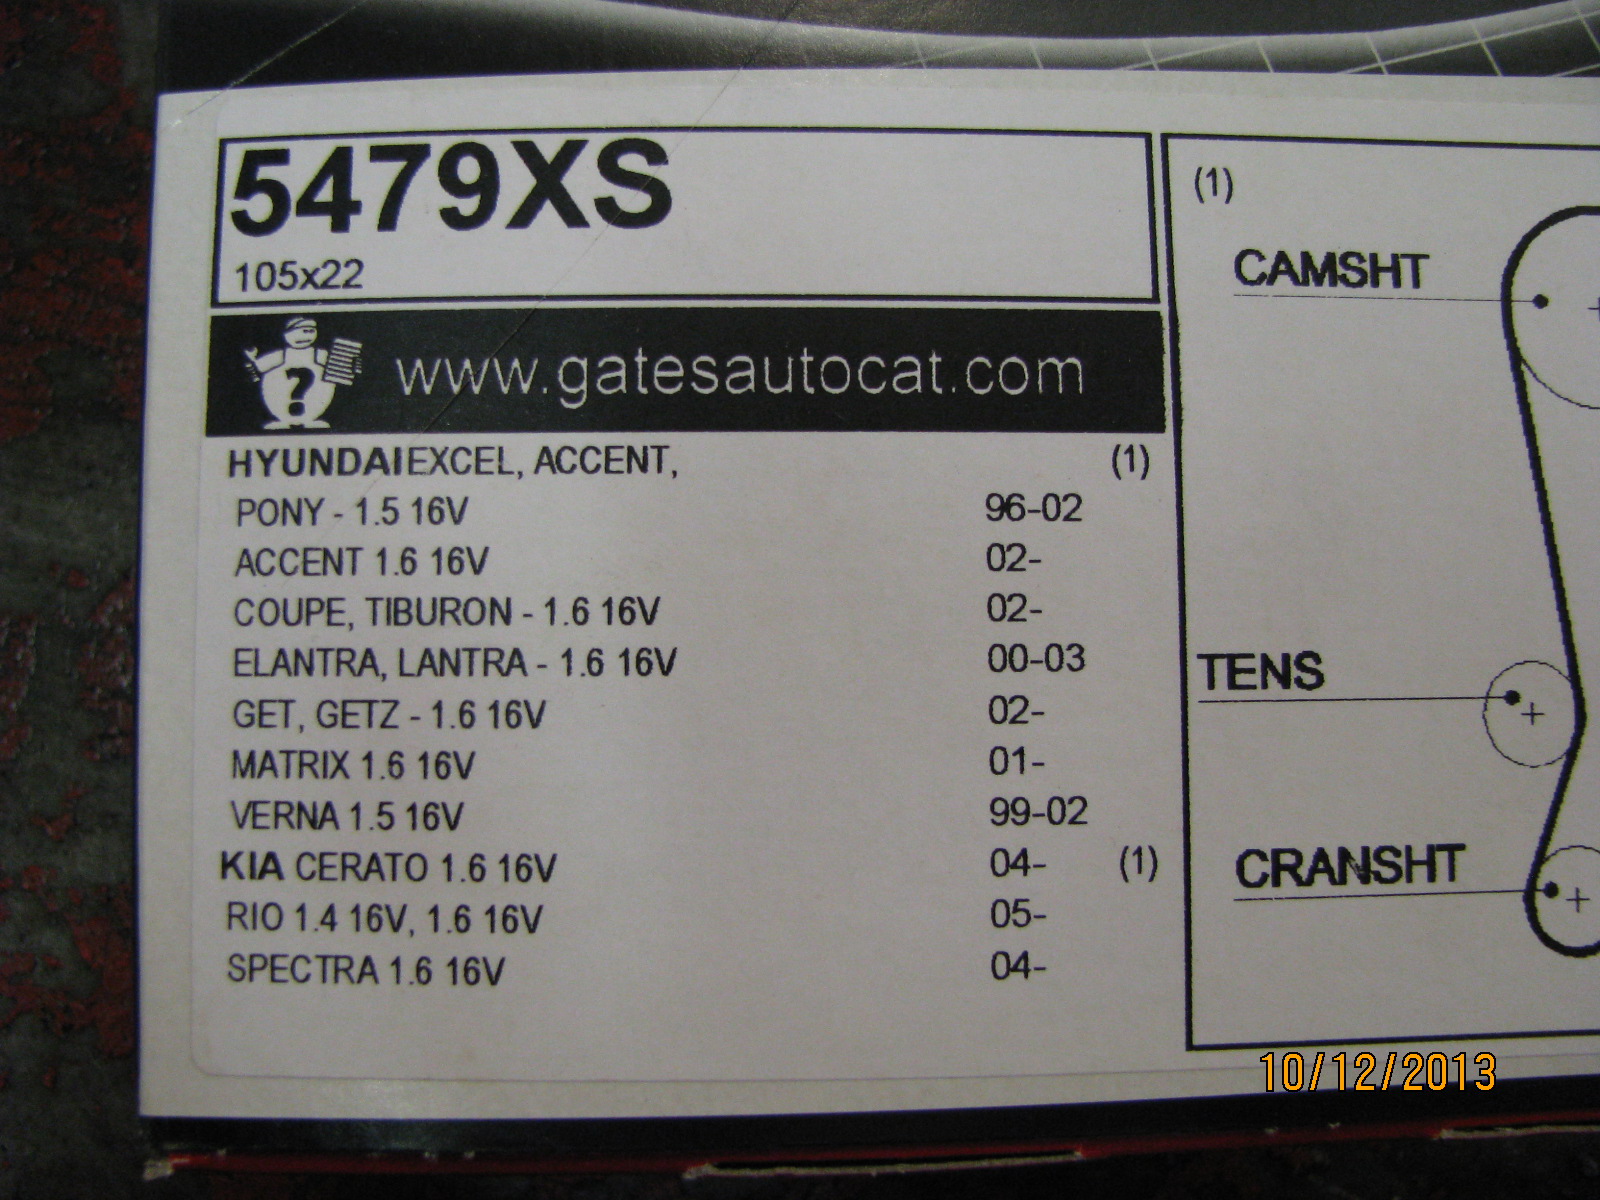 5479XS
105x22
www.gatesautocat.com
HYUNDAI EXCEL, ACCENT, (1)
PONY - 1.5 16V 96-02
ACCENT 1.6 16V 02-
COUPE, TIBURON - 1.6 16V 02-
ELANTRA, LANTRA - 1.6 16V 00-03
GET, GETZ - 1.6 16V 02-
MATRIX 1.6 16V 01-
VERNA 1.5 16V 99-02
KIA CERATO 1.6 16V 04- (1)
RIO 1.4 16V, 1.6 16V 05-
SPECTRA 1.6 16V 04-
(1)
CAMSHT
TENS
CRANSHT
10/12/2013